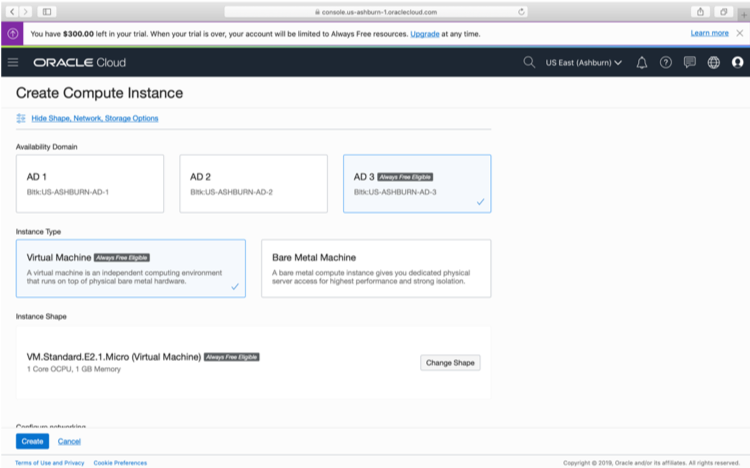 console.us-ashburn-1.oraclecloud.com
You have $300.00 left in your trial. When your trial is over, your account will be limited to Always Free resources. Upgrade at any time.
Learn more
ORACLE Cloud
US East (Ashburn)
Create Compute Instance
Hide Shape, Network, Storage Options
Availability Domain
AD 1
BItk:US-ASHBURN-AD-1
AD 2
BItk:US-ASHBURN-AD-2
AD 3 Always Free Eligible
BItk:US-ASHBURN-AD-3
Instance Type
Virtual Machine Always Free Eligible
A virtual machine is an independent computing environment
that runs on top of physical bare metal hardware.
Bare Metal Machine
A bare metal compute instance gives you dedicated physical
server access for highest performance and strong isolation.
Instance Shape
VM.Standard.E2.1.Micro (Virtual Machine) Always Free Eligible
1 Core OCPU, 1 GB Memory
Change Shape
Configure networking
Create
Cancel
Terms of Use and Privacy
Cookie Preferences
Copyright © 2019, Oracle and/or its affiliates. All rights reserved.